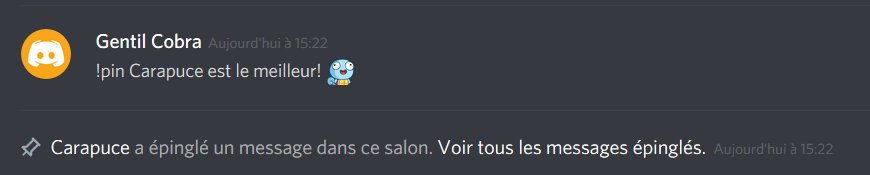 Gentil Cobra Aujourd'hui à 15:22
!pin Carapuce est le meilleur!
Carapuce a épinglé un message dans ce salon. Voir tous les messages épinglés. Aujourd'hui à 15:22